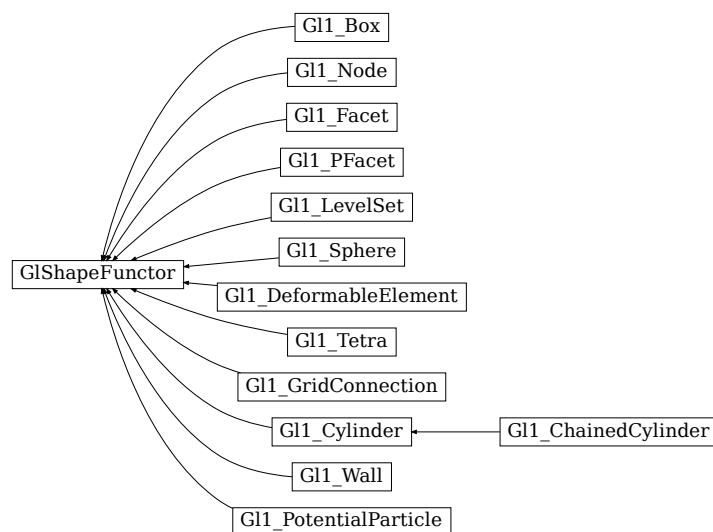 Gl1_Box
Gl1_Node
Gl1_Facet
Gl1_PFacet
Gl1_LevelSet
Gl1_Sphere
GlShapeFunctor
Gl1_DeformableElement
Gl1_Tetra
Gl1_GridConnection
Gl1_Cylinder
Gl1_ChainedCylinder
Gl1_Wall
Gl1_PotentialParticle